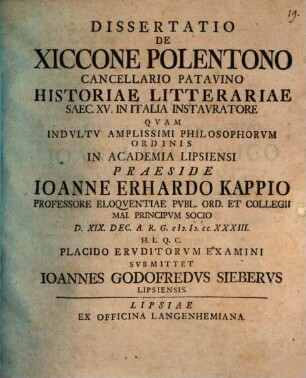 19.
DISSERTATIO
DE
XICCONE POLENTONO
CANCELLARIO PATAVINO
HISTORIAE LITTERARIAE
SAEC. XV. IN ITALIA INSTAVRATORE
QVAM
INDVLTV AMPLISSIMI PHILOSOPHORVM
ORDINIS
IN ACADEMIA LIPSIENSI
PRAESIDE
IOANNE ERHARDO KAPPIO
PROFESSORE ELOQVENTIAE PVBL. ORD. ET COLLEGII
MAI. PRINCIPVM SOCIO
D. XIX. DEC. A. R. G. cIↃ. IↃ. cc. XXXIII.
H. L. Q. C.
PLACIDO ERVDITORVM EXAMINI
SVBMITTET
IOANNES GODOFREDVS SIEBERVS
LIPSIENSIS.
LIPSIAE
EX OFFICINA LANGENHEMIANA.